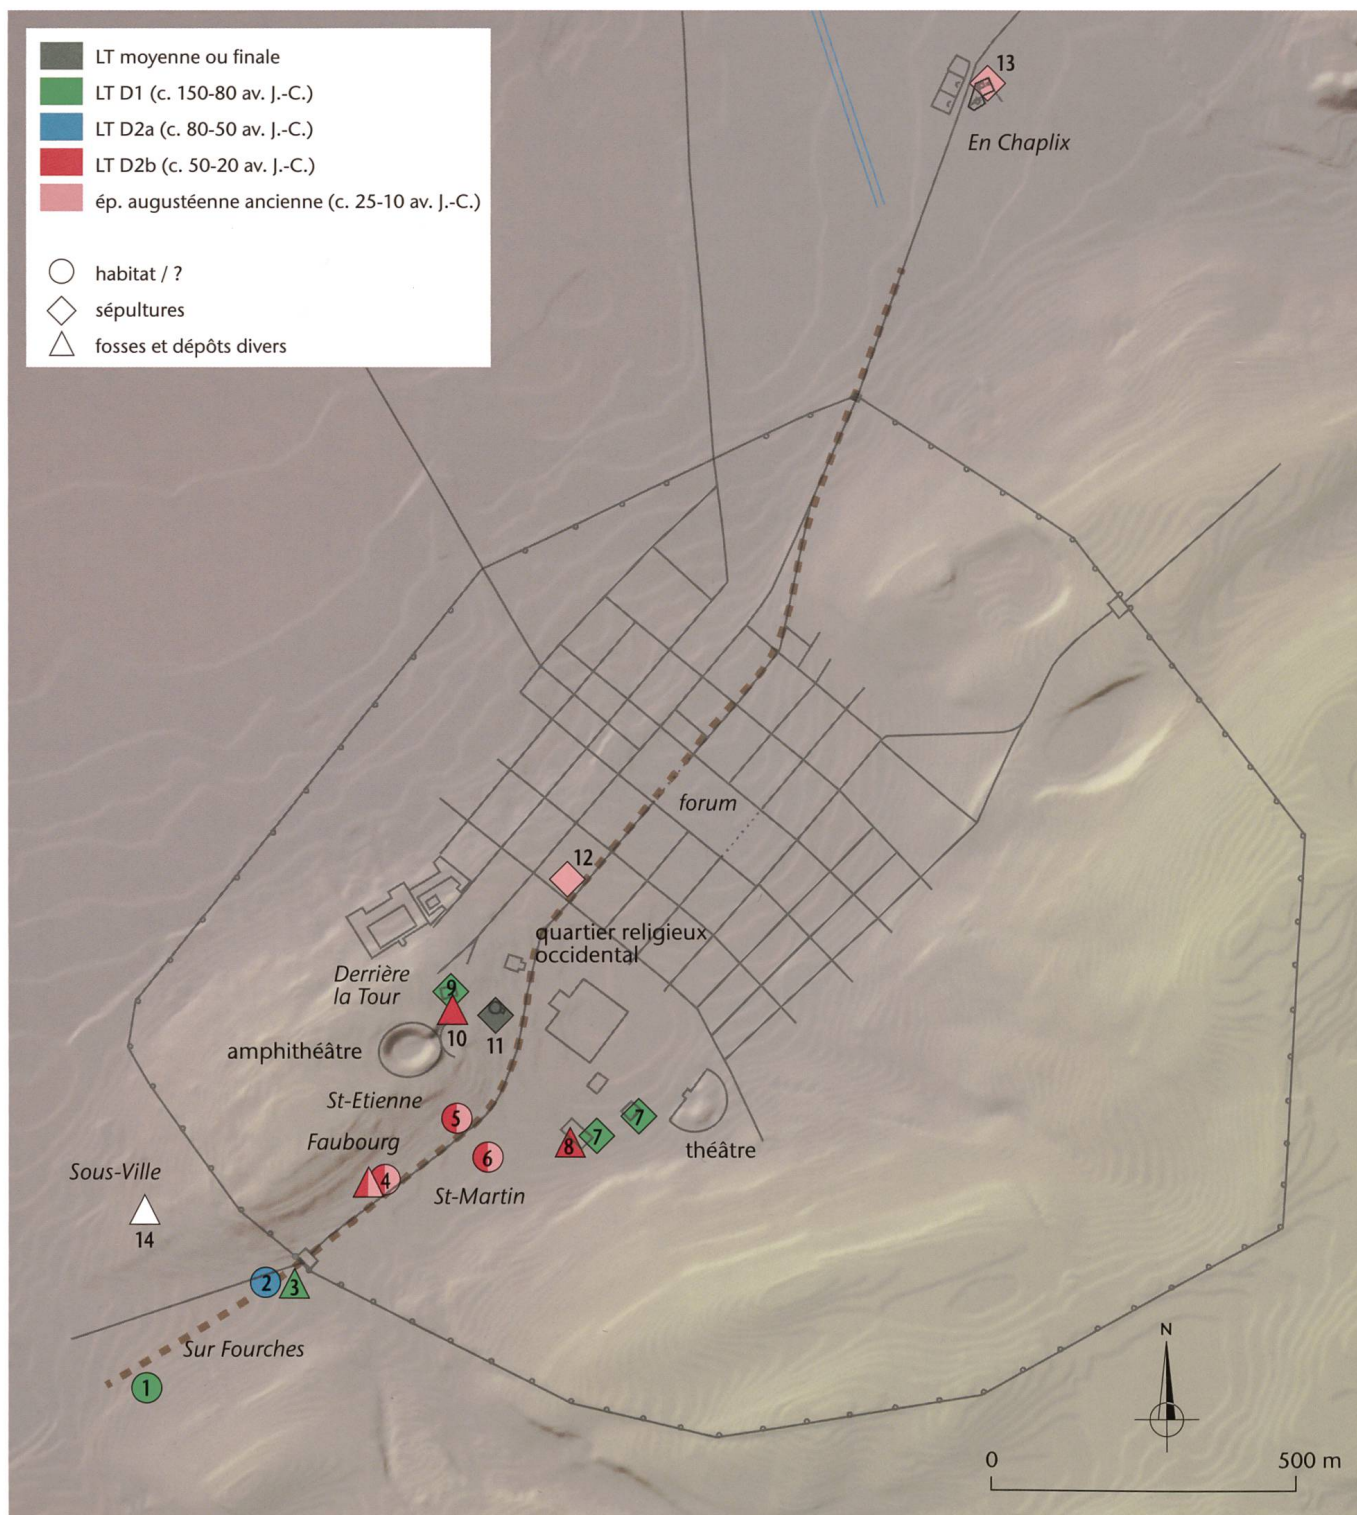 LT moyenne ou finale
LT D1 (c. 150-80 av. J.-C.)
LT D2a (c. 80-50 av. J.-C.)
LT D2b (c. 50-20 av. J.-C.)
ép. augustéenne ancienne (c. 25-10 av. J.-C.)
habitat / ?
sépultures
fosses et dépôts divers
13
En Chaplix
forum
12
quartier religieux
occidental
Derrière
la Tour
9
10
11
amphithéâtre
St-Etienne
5
Faubourg
7
7
8
théâtre
6
4
St-Martin
Sous-Ville
14
2
3
Sur Fourches
1
N
0
500 m